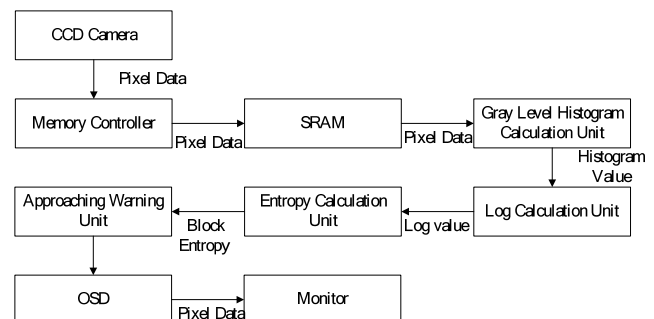 CCD Camera
Pixel Data
Memory Controller
Pixel Data
SRAM
Pixel Data
Gray Level Histogram
Calculation Unit
Histogram
Value
Log Calculation Unit
Log value
Entropy Calculation
Unit
Block
Entropy
Approaching Warning
Unit
OSD
Pixel Data
Monitor